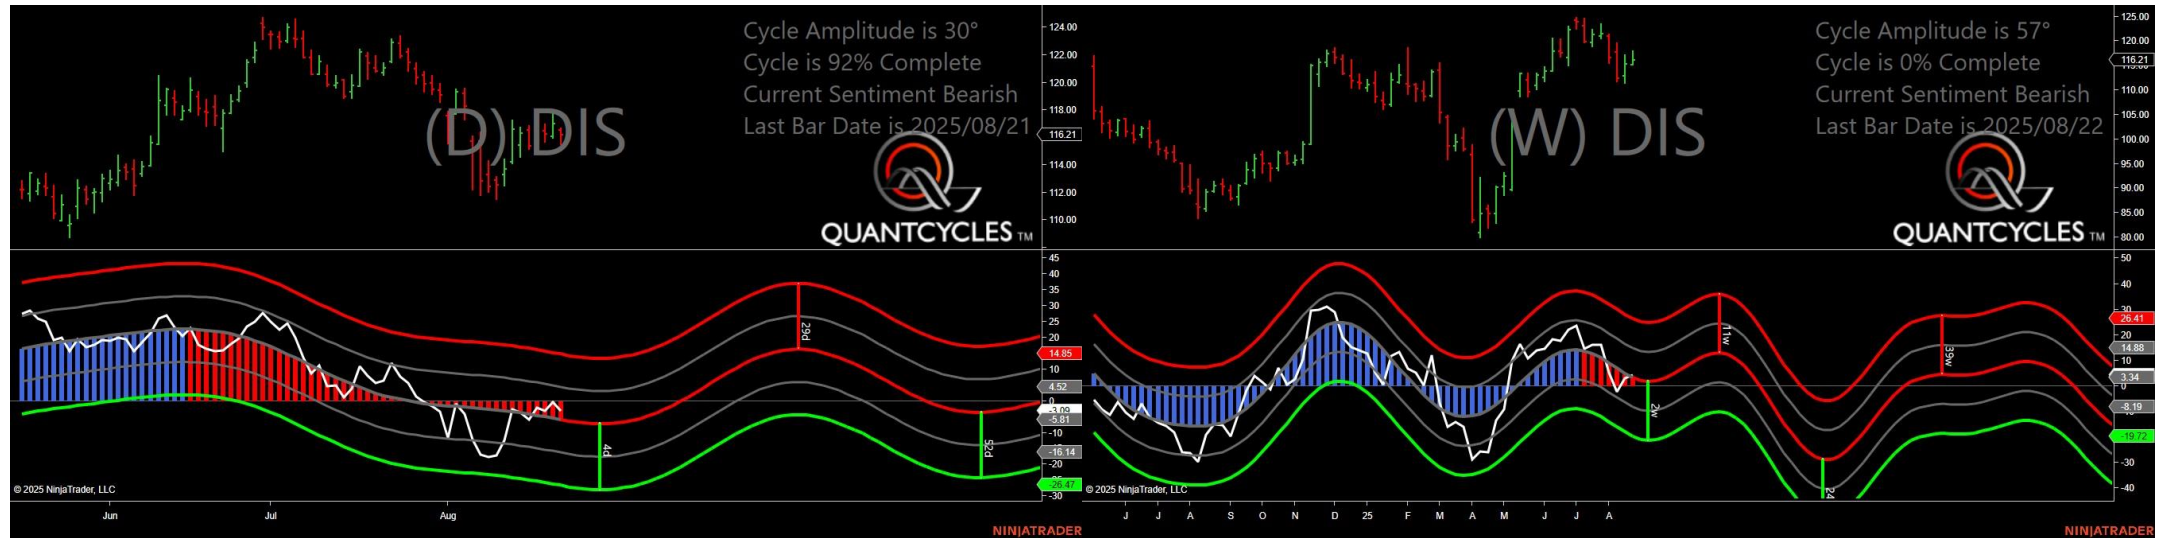 Cycle Amplitude is 30°
Cycle is 92% Complete
Current Sentiment Bearish
Last Bar Date is 2025/08/21
(D) DIS
QUANTCYCLES TM
124.00
122.00
120.00
118.00
116.21
114.00
112.00
110.00
45
40
35
30
25
20
14.85
10
4.52
0
-3.09
-5.81
-10
-16.14
-20
-26.47
-30
29d
4d
52d
© 2025 NinjaTrader, LLC
Jun
Jul
Aug
NINJATRADER
Cycle Amplitude is 57°
Cycle is 0% Complete
Current Sentiment Bearish
Last Bar Date is 2025/08/22
(W) DIS
QUANTCYCLES TM
125.00
120.00
116.21
110.00
105.00
100.00
95.00
90.00
85.00
80.00
50
40
30
26.41
20
14.88
10
3.34
0
-8.19
-19.72
-30
-40
2w
11w
24
39w
© 2025 NinjaTrader, LLC
J J A S O N D 25 F M A M J J A
NINJATRADER